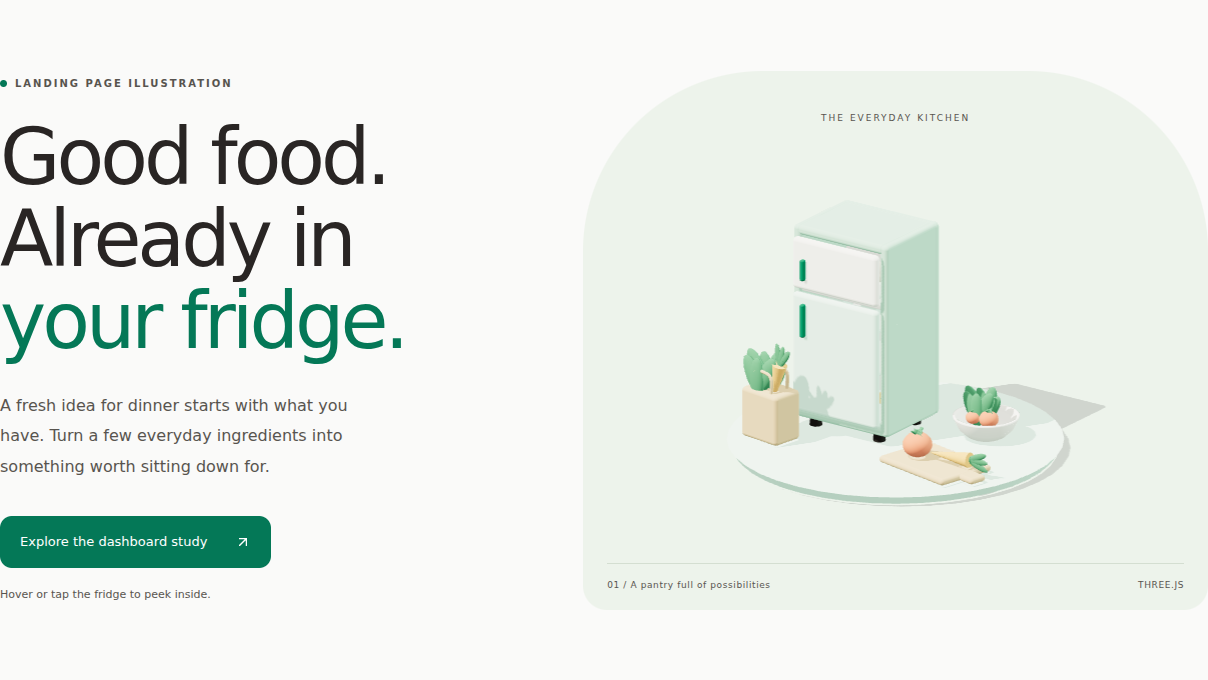 LANDING PAGE ILLUSTRATION
Good food.
Already in
your fridge.
A fresh idea for dinner starts with what you
have. Turn a few everyday ingredients into
something worth sitting down for.
Explore the dashboard study
Hover or tap the fridge to peek inside.
THE EVERYDAY KITCHEN
01 / A pantry full of possibilities
THREE.JS